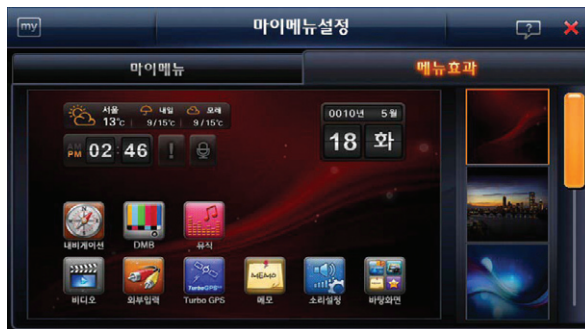 my 마이메뉴설정 ? ×
마이메뉴 메뉴효과
서울 내일 모레
13°c 9/15°c 9/15°c
0010년 5월
18 화
AM
PM 02 46 !
내비게이션 DMB 뮤직
MEMO
비디오 외부입력 Turbo GPS 메모 소리설정 바탕화면